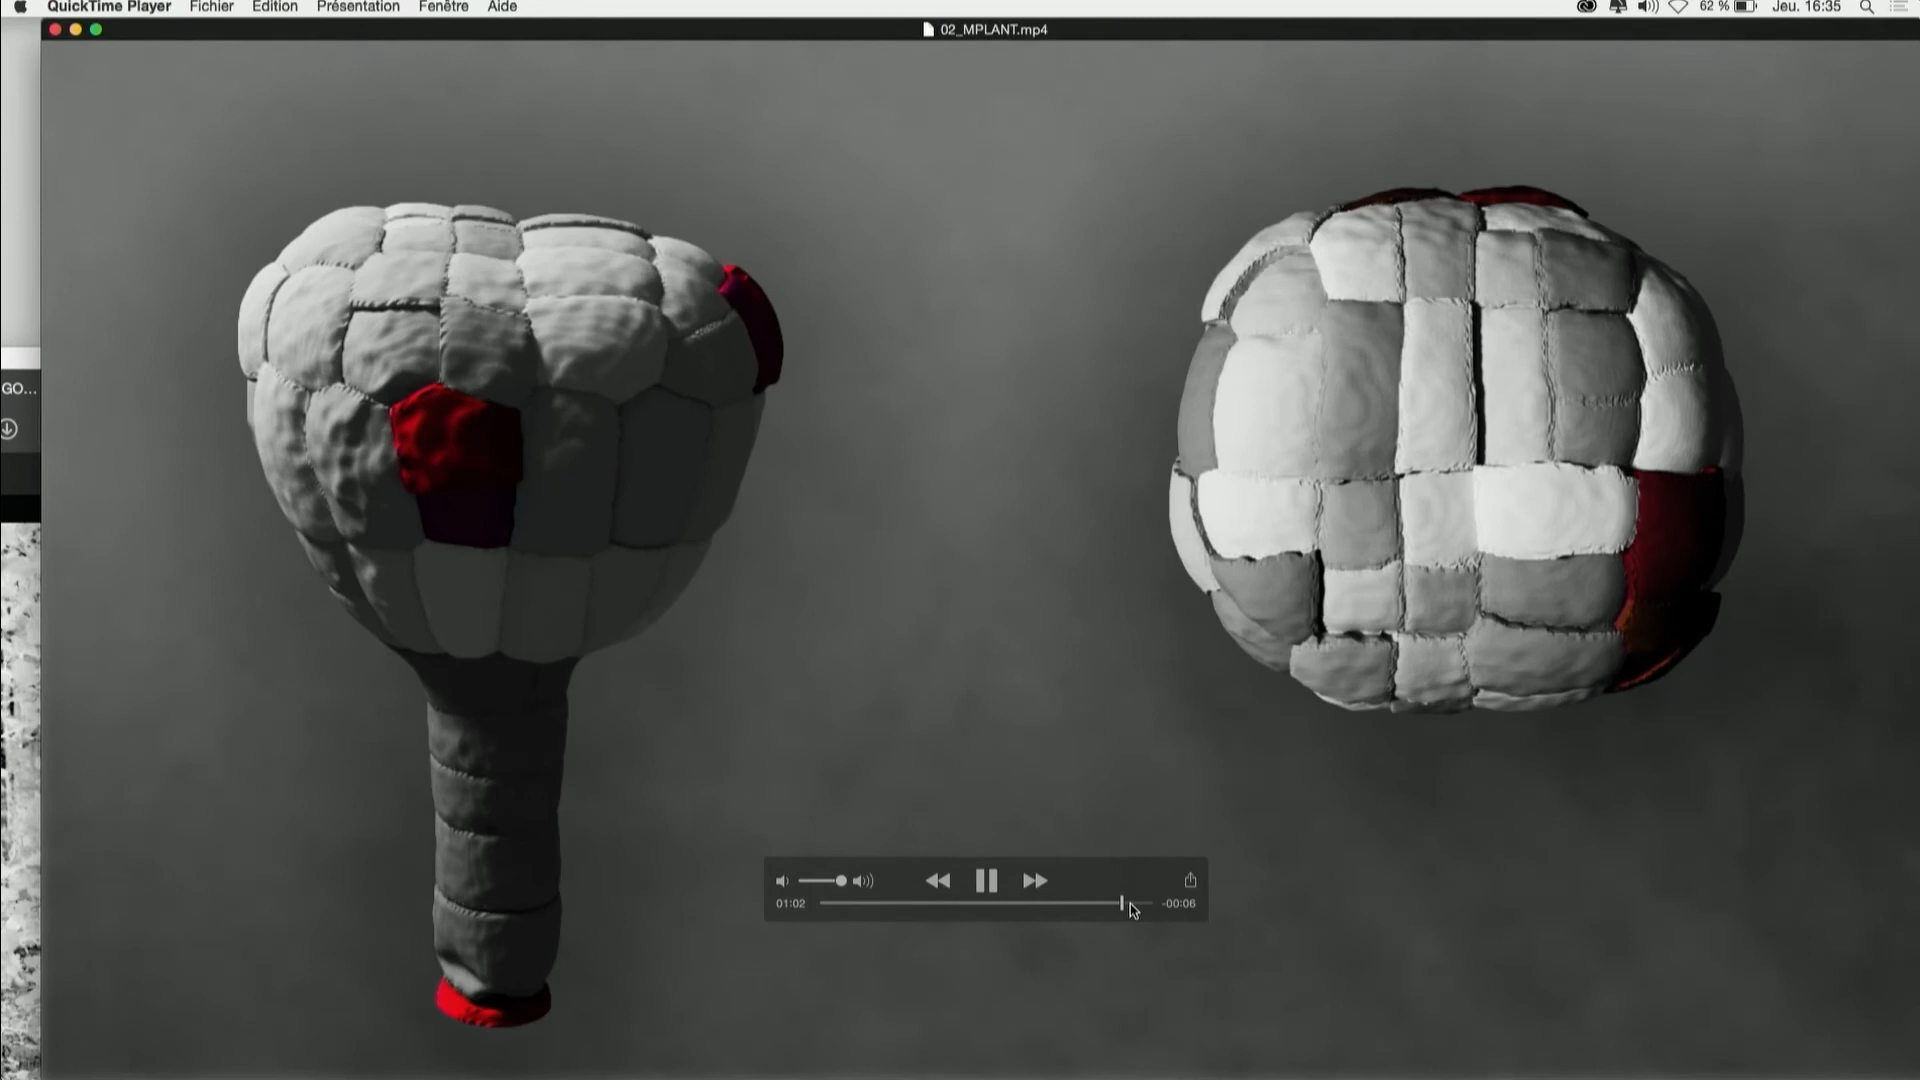 QuickTime Player Fichier Edition Présentation Fenêtre Aide 62 % Jeu. 16:35
02_MPLANT.mp4
GO...
01:02 -00:06